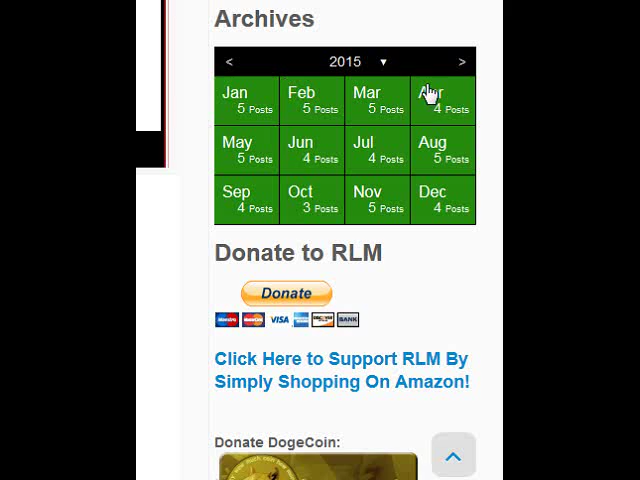 Archives
< 2015 ▼ >
Jan Feb Mar Apr
5 Posts 5 Posts 5 Posts 4 Posts
May Jun Jul Aug
5 Posts 4 Posts 4 Posts 5 Posts
Sep Oct Nov Dec
4 Posts 3 Posts 5 Posts 4 Posts
Donate to RLM
Donate
VISA BANK
Click Here to Support RLM By
Simply Shopping On Amazon!
Donate DogeCoin: